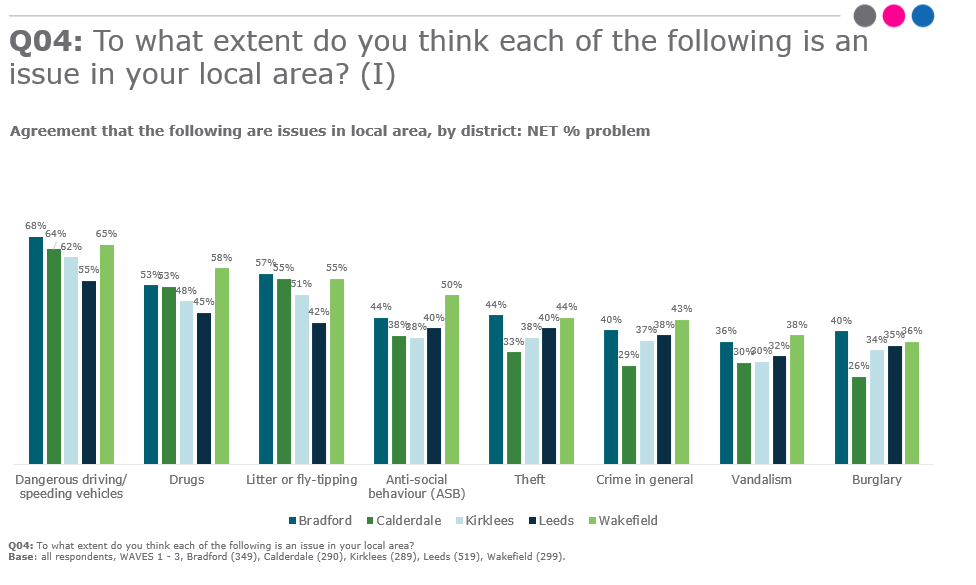 Q04: To what extent do you think each of the following is an
issue in your local area? (I)
Agreement that the following are issues in local area, by district: NET % problem
68% 64% 62% 55% 65%
53% 53% 48% 45% 58%
57% 55% 51% 42% 55%
44% 38% 38% 40% 50%
44% 33% 38% 40% 44%
40% 29% 37% 38% 43%
36% 30% 30% 32% 38%
40% 26% 34% 35% 36%
Dangerous driving/
speeding vehicles
Drugs
Litter or fly-tipping
Anti-social
behaviour (ASB)
Theft
Crime in general
Vandalism
Burglary
Bradford Calderdale Kirklees Leeds Wakefield
Q04: To what extent do you think each of the following is an issue in your local area?
Base: all respondents, WAVES 1 - 3, Bradford (349), Calderdale (290), Kirklees (289), Leeds (519), Wakefield (299).